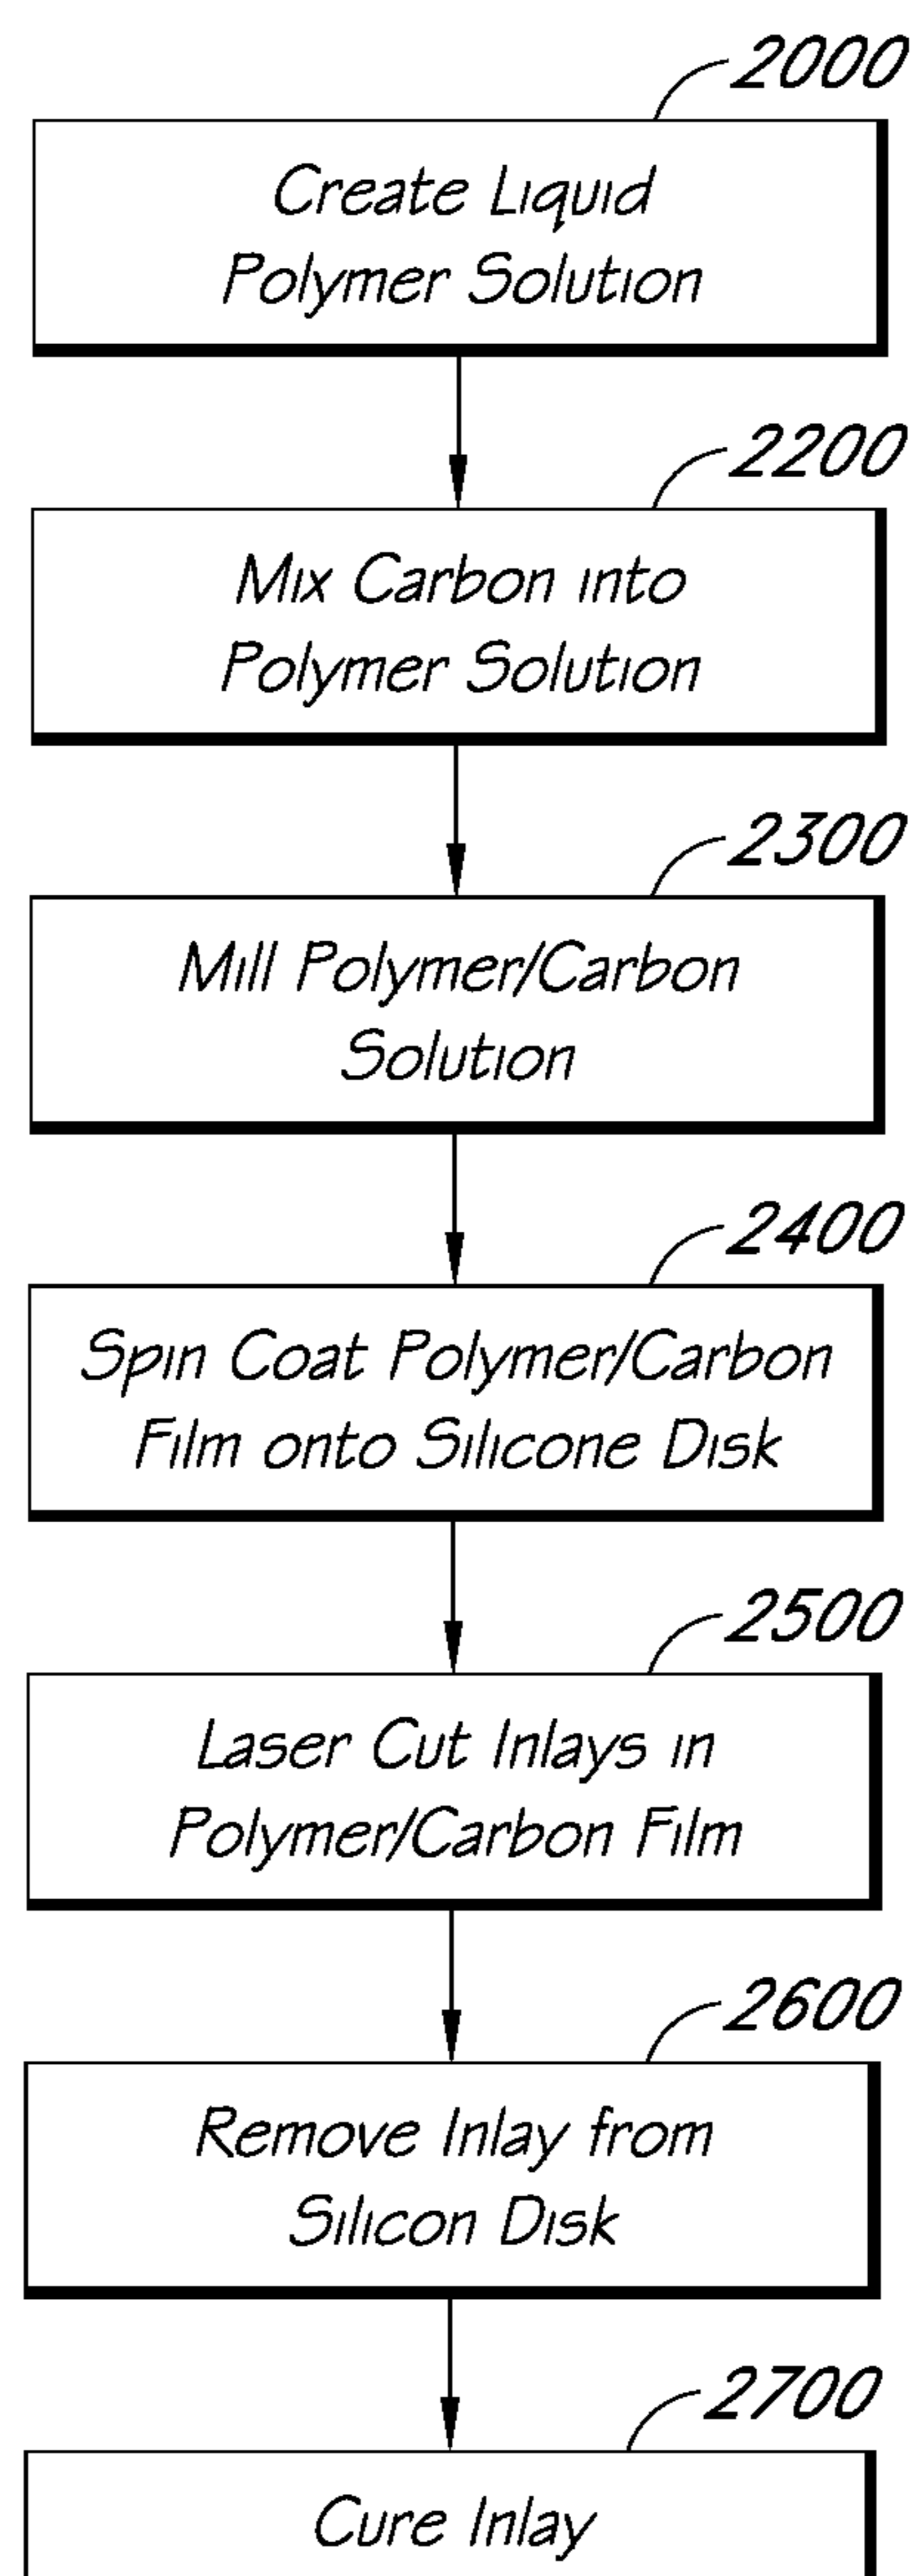 2000
Create Liquid
Polymer Solution
2200
Mix Carbon into
Polymer Solution
2300
Mill Polymer/Carbon
Solution
2400
Spin Coat Polymer/Carbon
Film onto Silicone Disk
2500
Laser Cut Inlays in
Polymer/Carbon Film
2600
Remove Inlay from
Silicon Disk
2700
Cure Inlay